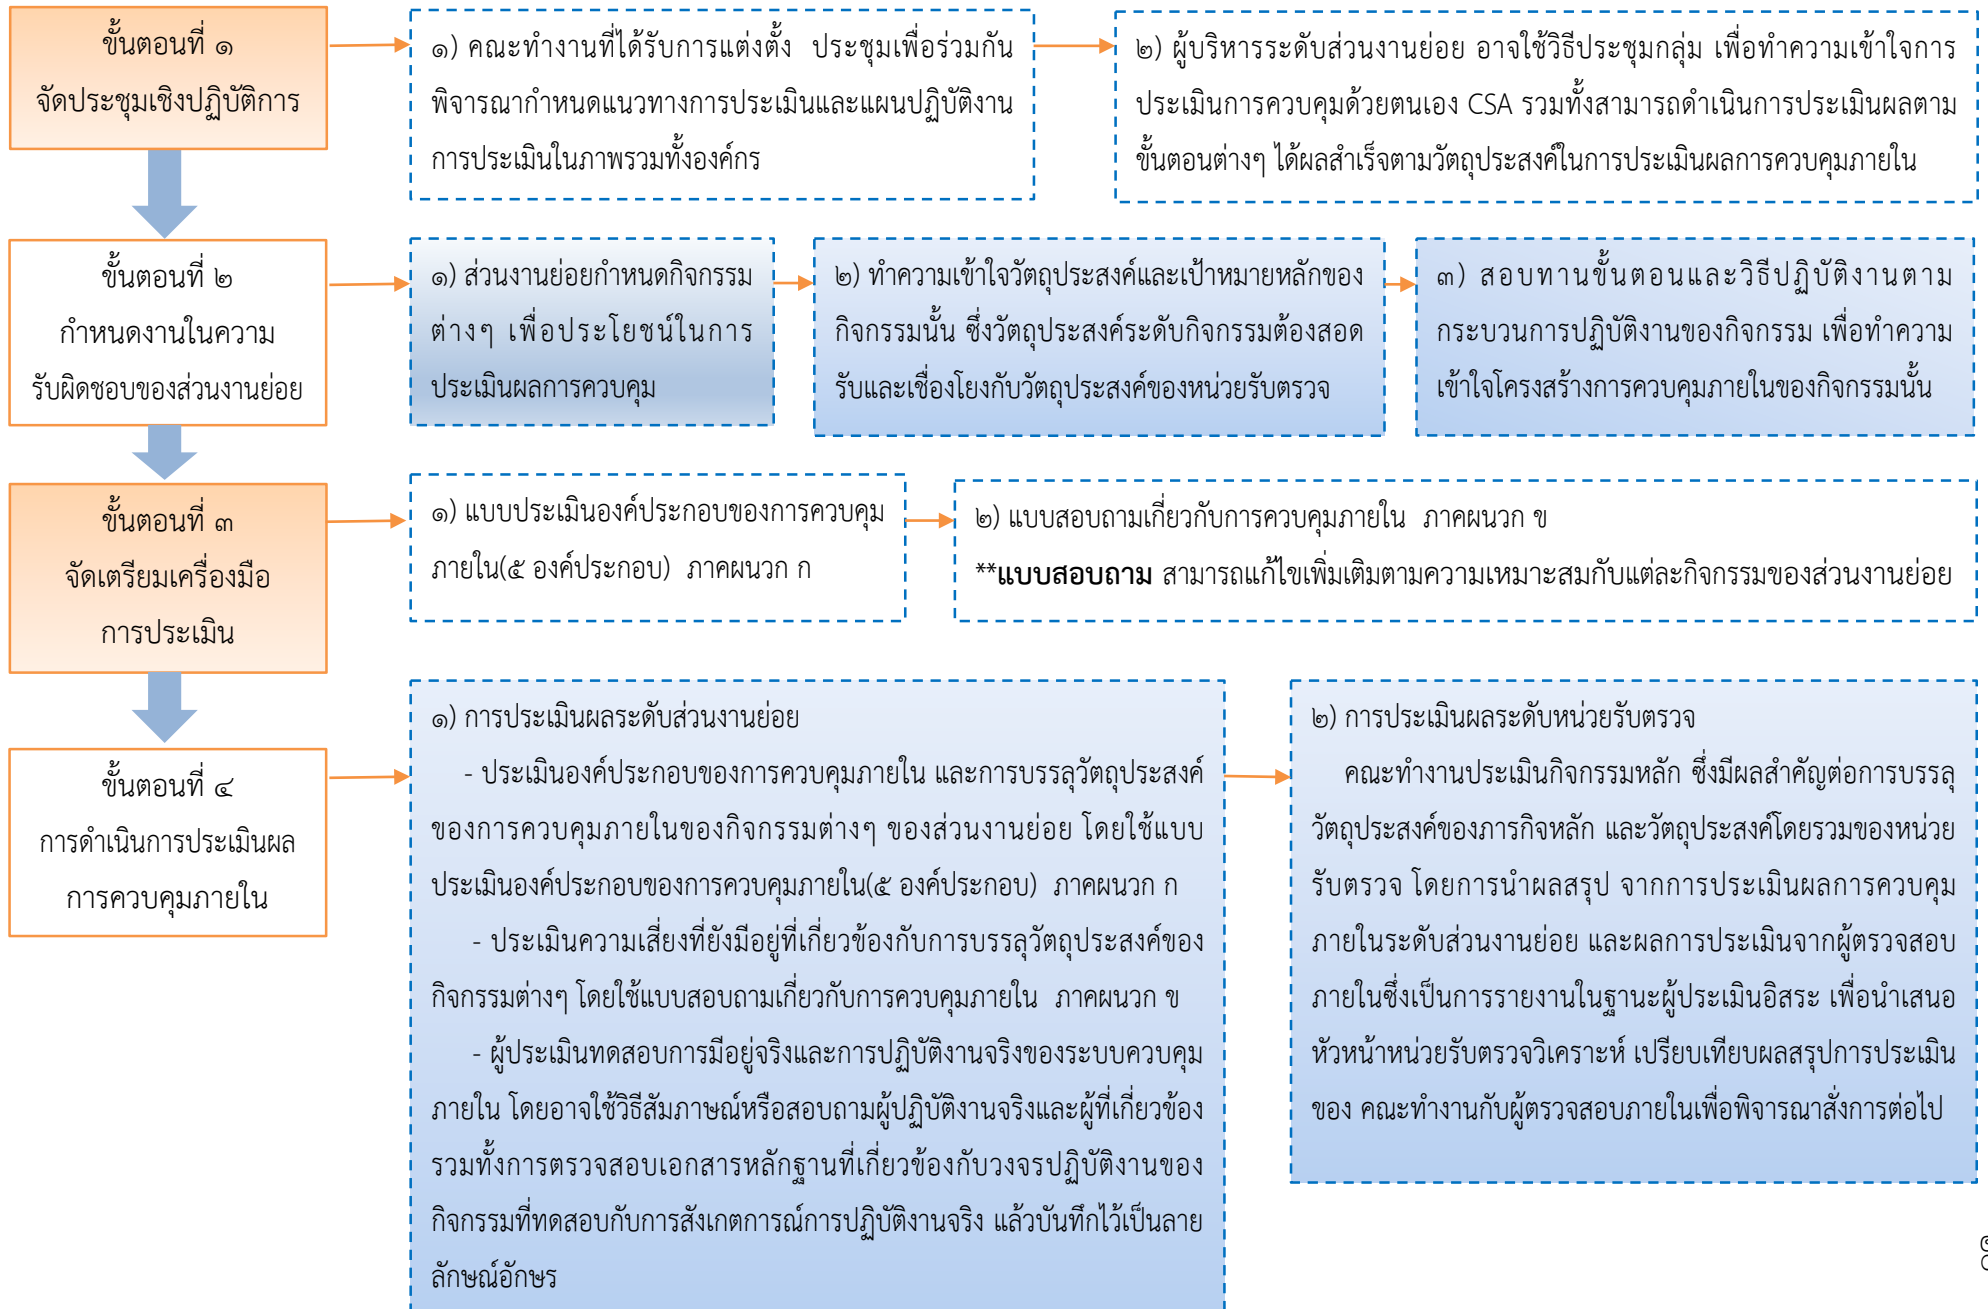 ขั้นตอนที่ ๑
จัดประชุมเชิงปฏิบัติการ
๑) คณะทำงานที่ได้รับการแต่งตั้ง ประชุมเพื่อร่วมกัน
พิจารณากำหนดแนวทางการประเมินและแผนปฏิบัติงาน
การประเมินในภาพรวมทั้งองค์กร
๒) ผู้บริหารระดับส่วนงานย่อย อาจใช้วิธีประชุมกลุ่ม เพื่อทำความเข้าใจการ
ประเมินการควบคุมด้วยตนเอง CSA รวมทั้งสามารถดำเนินการประเมินผลตาม
ขั้นตอนต่างๆ ได้ผลสำเร็จตามวัตถุประสงค์ในการประเมินผลการควบคุมภายใน
ขั้นตอนที่ ๒
กำหนดงานในความ
รับผิดชอบของส่วนงานย่อย
๑) ส่วนงานย่อยกำหนดกิจกรรม
ต่างๆ เพื่อประโยชน์ในการ
ประเมินผลการควบคุม
๒) ทำความเข้าใจวัตถุประสงค์และเป้าหมายหลักของ
กิจกรรมนั้น ซึ่งวัตถุประสงค์ระดับกิจกรรมต้องสอด
รับและเชื่องโยงกับวัตถุประสงค์ของหน่วยรับตรวจ
๓) สอบทานขั้นตอนและวิธีปฏิบัติงานตาม
กระบวนการปฏิบัติงานของกิจกรรม เพื่อทำความ
เข้าใจโครงสร้างการควบคุมภายในของกิจกรรมนั้น
ขั้นตอนที่ ๓
จัดเตรียมเครื่องมือ
การประเมิน
๑) แบบประเมินองค์ประกอบของการควบคุม
ภายใน(๕ องค์ประกอบ) ภาคผนวก ก
๒) แบบสอบถามเกี่ยวกับการควบคุมภายใน ภาคผนวก ข
**แบบสอบถาม สามารถแก้ไขเพิ่มเติมตามความเหมาะสมกับแต่ละกิจกรรมของส่วนงานย่อย
ขั้นตอนที่ ๔
การดำเนินการประเมินผล
การควบคุมภายใน
๑) การประเมินผลระดับส่วนงานย่อย
- ประเมินองค์ประกอบของการควบคุมภายใน และการบรรลุวัตถุประสงค์
ของการควบคุมภายในของกิจกรรมต่างๆ ของส่วนงานย่อย โดยใช้แบบ
ประเมินองค์ประกอบของการควบคุมภายใน(๕ องค์ประกอบ) ภาคผนวก ก
- ประเมินความเสี่ยงที่ยังมีอยู่ที่เกี่ยวข้องกับการบรรลุวัตถุประสงค์ของ
กิจกรรมต่างๆ โดยใช้แบบสอบถามเกี่ยวกับการควบคุมภายใน ภาคผนวก ข
- ผู้ประเมินทดสอบการมีอยู่จริงและการปฏิบัติงานจริงของระบบควบคุม
ภายใน โดยอาจใช้วิธีสัมภาษณ์หรือสอบถามผู้ปฏิบัติงานจริงและผู้ที่เกี่ยวข้อง
รวมทั้งการตรวจสอบเอกสารหลักฐานที่เกี่ยวข้องกับวงจรปฏิบัติงานของ
กิจกรรมที่ทดสอบกับการสังเกตการณ์การปฏิบัติงานจริง แล้วบันทึกไว้เป็นลาย
ลักษณ์อักษร
๒) การประเมินผลระดับหน่วยรับตรวจ
คณะทำงานประเมินกิจกรรมหลัก ซึ่งมีผลสำคัญต่อการบรรลุ
วัตถุประสงค์ของภารกิจหลัก และวัตถุประสงค์โดยรวมของหน่วย
รับตรวจ โดยการนำผลสรุป จากการประเมินผลการควบคุม
ภายในระดับส่วนงานย่อย และผลการประเมินจากผู้ตรวจสอบ
ภายในซึ่งเป็นการรายงานในฐานะผู้ประเมินอิสระ เพื่อนำเสนอ
หัวหน้าหน่วยรับตรวจวิเคราะห์ เปรียบเทียบผลสรุปการประเมิน
ของ คณะทำงานกับผู้ตรวจสอบภายในเพื่อพิจารณาสั่งการต่อไป